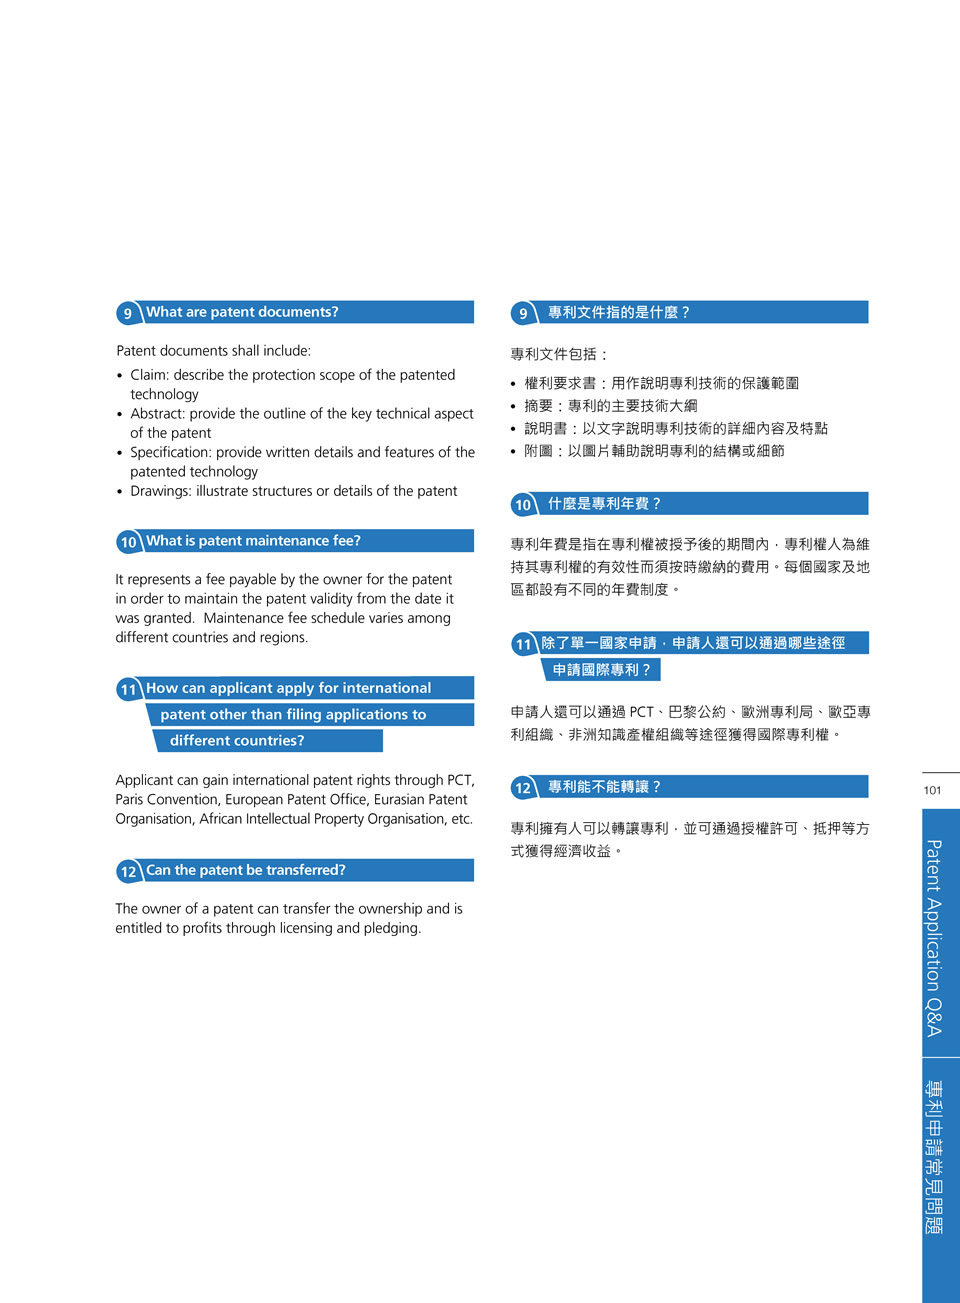 9 What are patent documents?
Patent documents shall include:
• Claim: describe the protection scope of the patented
technology
• Abstract: provide the outline of the key technical aspect
of the patent
• Specification: provide written details and features of the
patented technology
• Drawings: illustrate structures or details of the patent
10 What is patent maintenance fee?
It represents a fee payable by the owner for the patent
in order to maintain the patent validity from the date it
was granted.  Maintenance fee schedule varies among
different countries and regions.
11 How can applicant apply for international
patent other than filing applications to
different countries?
Applicant can gain international patent rights through PCT,
Paris Convention, European Patent Office, Eurasian Patent
Organisation, African Intellectual Property Organisation, etc.
12 Can the patent be transferred?
The owner of a patent can transfer the ownership and is
entitled to profits through licensing and pledging.
9 專利文件指的是什麼？
專利文件包括：
• 權利要求書：用作說明專利技術的保護範圍
• 摘要：專利的主要技術大綱
• 說明書：以文字說明專利技術的詳細內容及特點
• 附圖：以圖片輔助說明專利的結構或細節
10 什麼是專利年費？
專利年費是指在專利權被授予後的期間內，專利權人為維
持其專利權的有效性而須按時繳納的費用。每個國家及地
區都設有不同的年費制度。
11 除了單一國家申請，申請人還可以通過哪些途徑
申請國際專利？
申請人還可以通過 PCT、巴黎公約、歐洲專利局、歐亞專
利組織、非洲知識產權組織等途徑獲得國際專利權。
12 專利能不能轉讓？
專利擁有人可以轉讓專利，並可通過授權許可、抵押等方
式獲得經濟收益。
101
Patent Application Q&A
專利申請常見問題